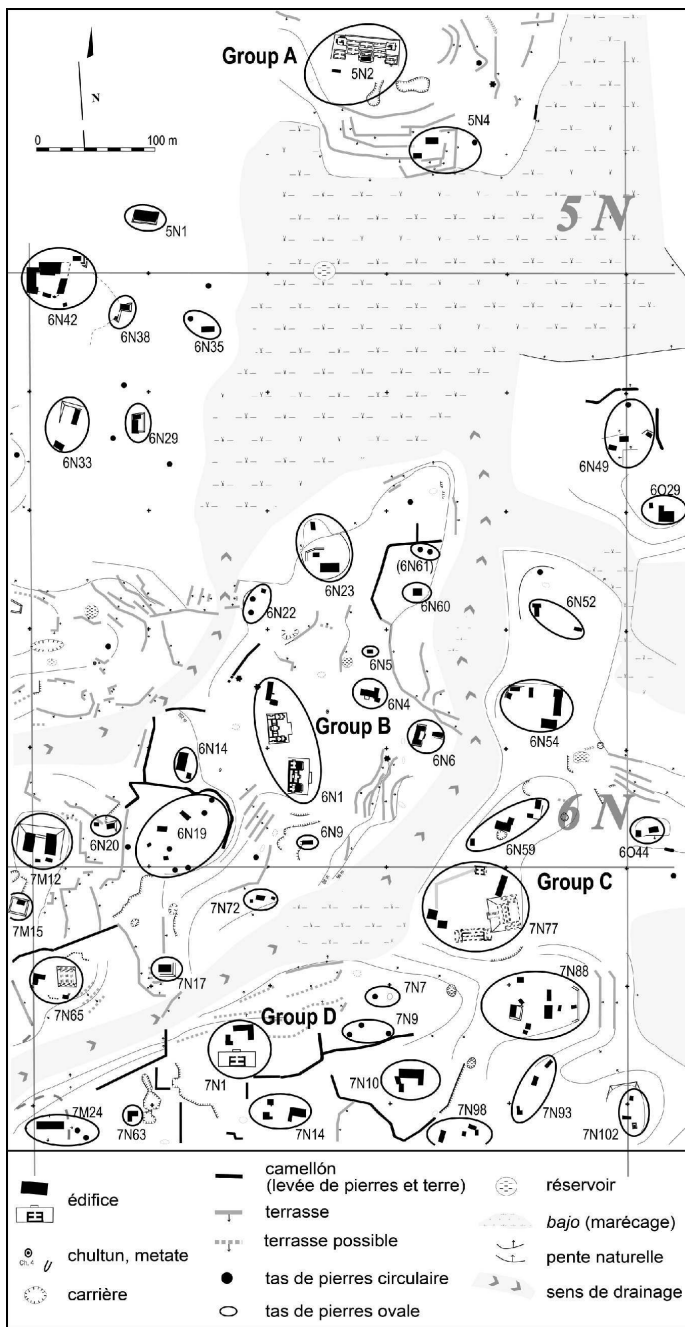 Group A
5N2
N
0 100 m
5N4
5 N
5N1
6N42
6N38
6N35
6N33
6N29
6N49
6O29
6N23
(6N61)
6N22
6N60
6N52
6N5
6N4
Group B
6N54
6N14
6N6
6N1
6 N
6N20
6N19
6N9
6N59
6O44
7M12
Group C
7N72
7N77
7M15
7N17
7N7
7N88
7N65
Group D
7N9
7N1
7N10
7M24
7N63
7N14
7N98
7N93
7N102
édifice
chultun, metate
Ch. 4
carrière
camellón
(levée de pierres et terre)
terrasse
terrasse possible
tas de pierres circulaire
tas de pierres ovale
réservoir
bajo (marécage)
pente naturelle
sens de drainage